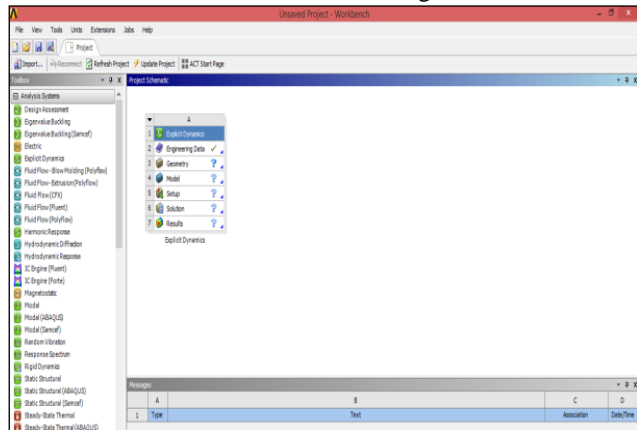 Unsaved Project - Workbench
File View Tools Units Extensions Jobs Help
Project
Import... Reconnect Refresh Project Update Project ACT Start Page
Toolbox
Project Schematic
Analysis Systems
Design Assessment
Eigenvalue Buckling
Eigenvalue Buckling (Samcef)
Electric
Explicit Dynamics
Fluid Flow - Blow Molding (Polyflow)
Fluid Flow - Extrusion (Polyflow)
Fluid Flow (CFX)
Fluid Flow (Fluent)
Fluid Flow (Polyflow)
Harmonic Response
Hydrodynamic Diffraction
Hydrodynamic Response
IC Engine (Fluent)
IC Engine (Forte)
Magnetostatic
Modal
Modal (ABAQUS)
Modal (Samcef)
Random Vibration
Response Spectrum
Rigid Dynamics
Static Structural
Static Structural (ABAQUS)
Static Structural (Samcef)
Steady-State Thermal
Steady-State Thermal (ABAQUS)
A
1 Explicit Dynamics
2 Engineering Data ✓
3 Geometry ?
4 Model ?
5 Setup ?
6 Solution ?
7 Results ?
Explicit Dynamics
Messages
A B C D
1 Type Text Association Date/Time